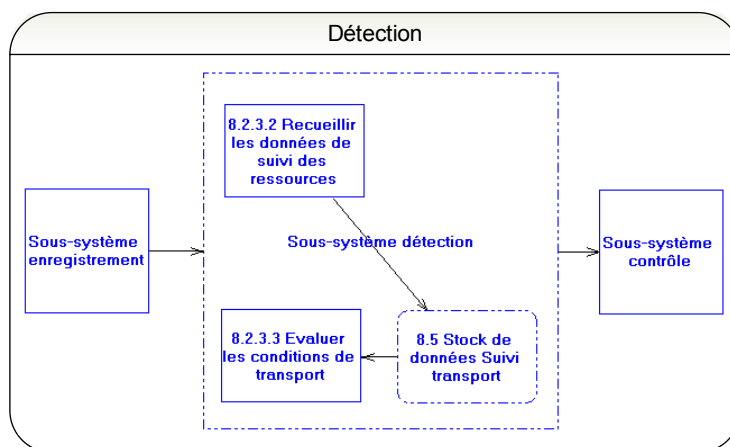 Détection
8.2.3.2 Recueillir
les données de
suivi des
ressources
Sous-système
enregistrement
Sous-système détection
Sous-système
contrôle
8.2.3.3 Evaluer
les conditions de
transport
8.5 Stock de
données Suivi
transport